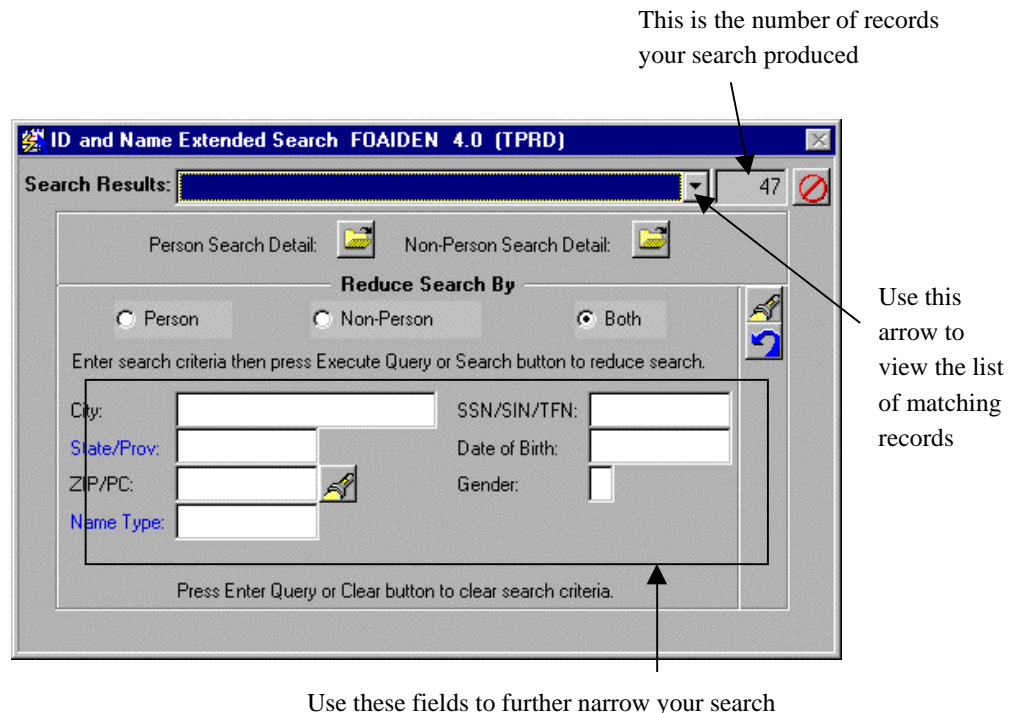 This is the number of records
your search produced
ID and Name Extended Search FOAIDEN 4.0 (TPRD)
Search Results: 47
Person Search Detail: Non-Person Search Detail:
Reduce Search By
Person Non-Person Both
Enter search criteria then press Execute Query or Search button to reduce search.
City: SSN/SIN/TFN:
State/Prov: Date of Birth:
ZIP/PC: Gender:
Name Type:
Press Enter Query or Clear button to clear search criteria.
Use this
arrow to
view the list
of matching
records
Use these fields to further narrow your search